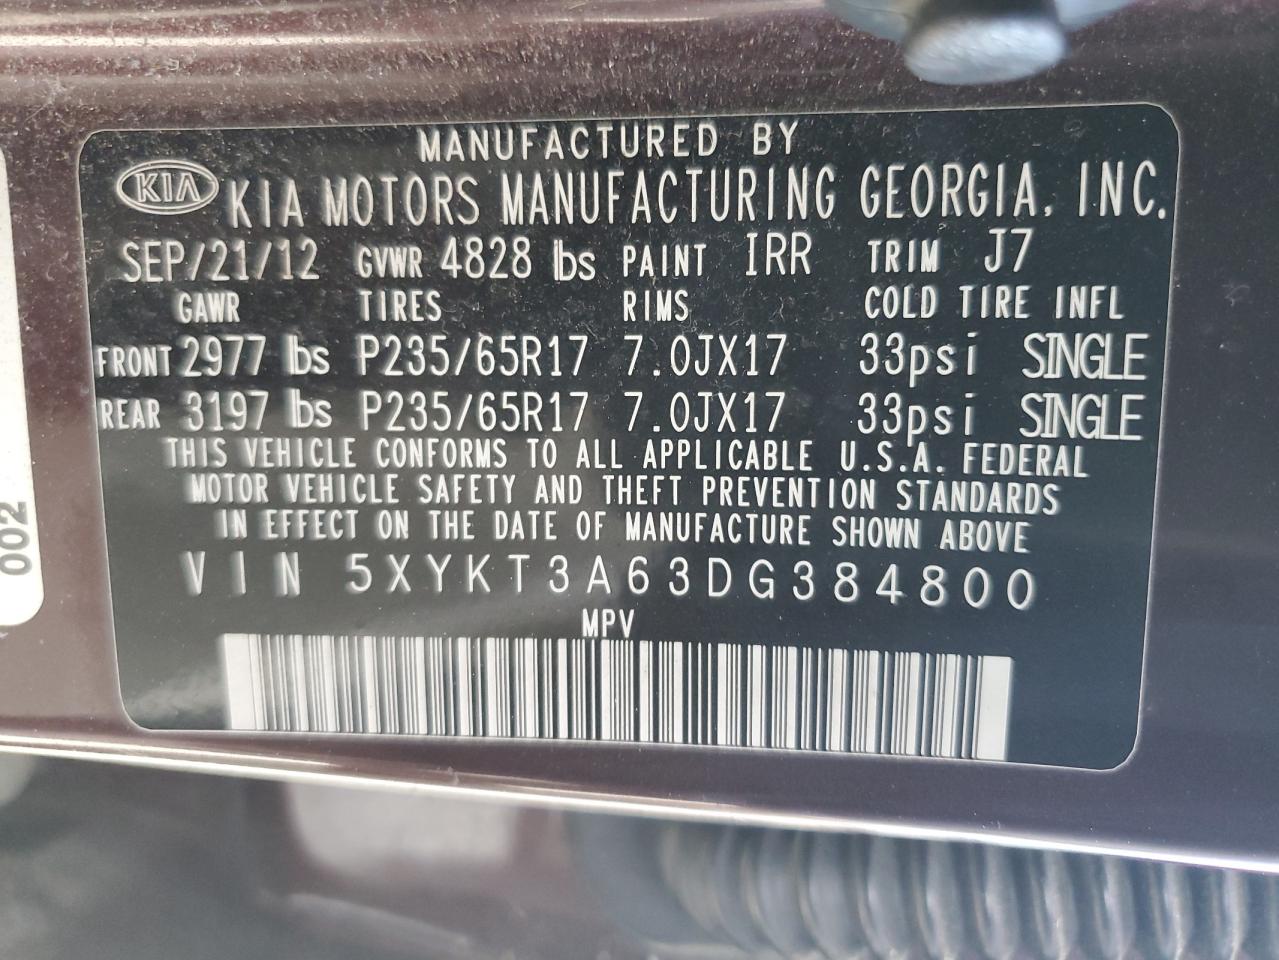 MANUFACTURED BY
KIA KIA MOTORS MANUFACTURING GEORGIA, INC.
SEP/21/12 GVWR 4828 lbs PAINT IRR TRIM J7
GAWR TIRES RIMS COLD TIRE INFL
FRONT 2977 lbs P235/65R17 7.0JX17 33psi SINGLE
REAR 3197 lbs P235/65R17 7.0JX17 33psi SINGLE
THIS VEHICLE CONFORMS TO ALL APPLICABLE U.S.A. FEDERAL
MOTOR VEHICLE SAFETY AND THEFT PREVENTION STANDARDS
IN EFFECT ON THE DATE OF MANUFACTURE SHOWN ABOVE
VIN 5XYKT3A63DG384800
MPV
002